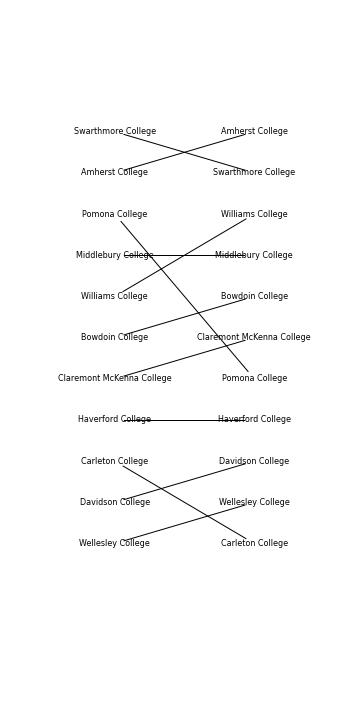 Swarthmore College Amherst College
Amherst College Swarthmore College
Pomona College Williams College
Middlebury College Middlebury College
Williams College Bowdoin College
Bowdoin College Claremont McKenna College
Claremont McKenna College Pomona College
Haverford College Haverford College
Carleton College Davidson College
Davidson College Wellesley College
Wellesley College Carleton College